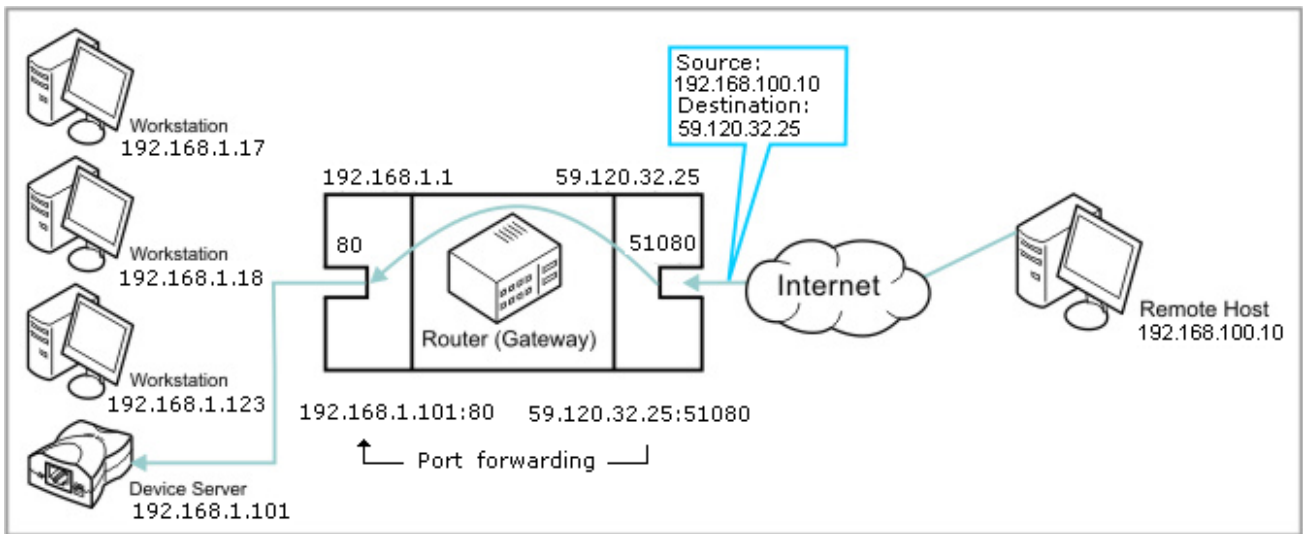 Workstation
192.168.1.17
Workstation
192.168.1.18
Workstation
192.168.1.123
Device Server
192.168.1.101
192.168.1.1
59.120.32.25
80
51080
Router (Gateway)
192.168.1.101:80
59.120.32.25:51080
Port forwarding
Source:
192.168.100.10
Destination:
59.120.32.25
Internet
Remote Host
192.168.100.10